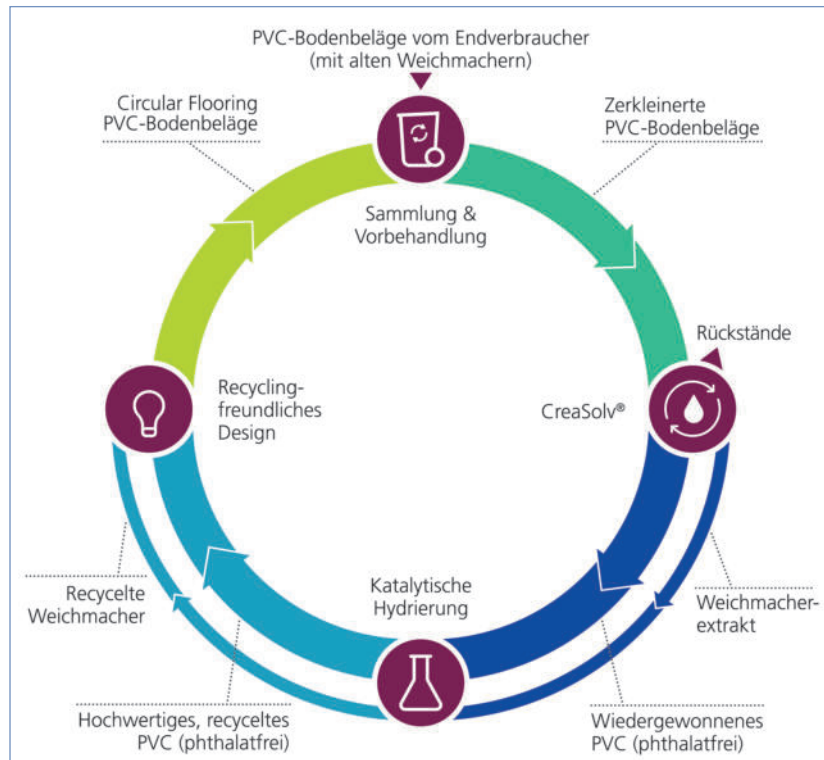 PVC-Bodenbeläge vom Endverbraucher
(mit alten Weichmachern)
Circular Flooring
PVC-Bodenbeläge
Zerkleinerte
PVC-Bodenbeläge
Sammlung &
Vorbehandlung
Rückstände
Recycling-
freundliches
Design
CreaSolv®
Katalytische
Hydrierung
Recycelte
Weichmacher
Weichmacher-
extrakt
Hochwertiges, recyceltes
PVC (phthalatfrei)
Wiedergewonnenes
PVC (phthalatfrei)